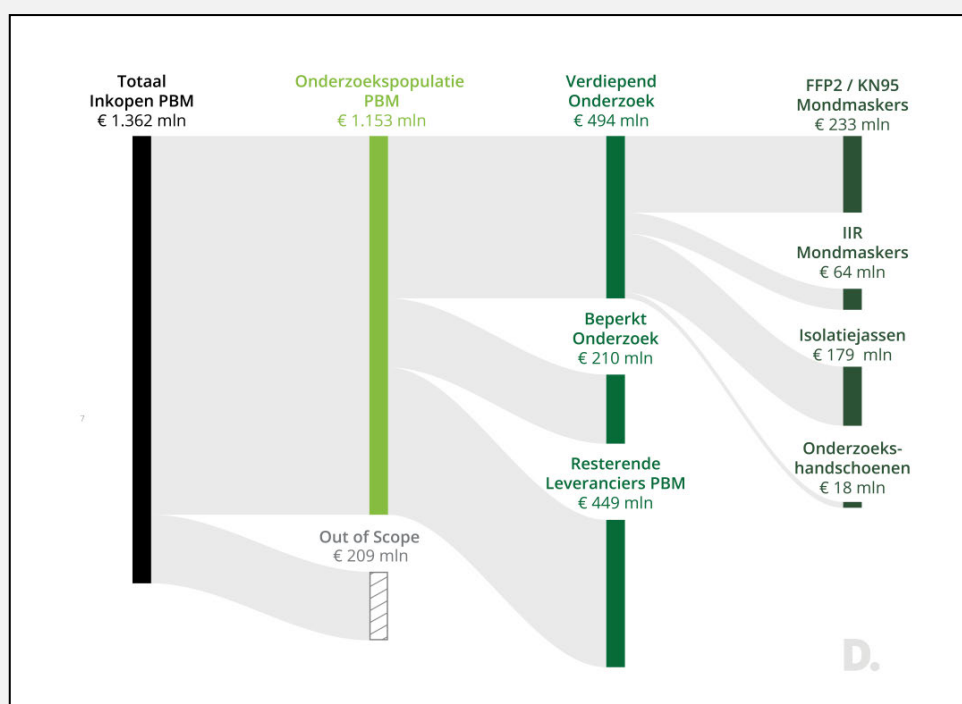 Totaal
Inkopen PBM
€ 1.362 mln
Onderzoekspopulatie
PBM
€ 1.153 mln
Out of Scope
€ 209 mln
Verdiepend
Onderzoek
€ 494 mln
Beperkt
Onderzoek
€ 210 mln
Resterende
Leveranciers PBM
€ 449 mln
FFP2 / KN95
Mondmaskers
€ 233 mln
IIR
Mondmaskers
€ 64 mln
Isolatiejassen
€ 179 mln
Onderzoeks-
handschoenen
€ 18 mln
7
D.